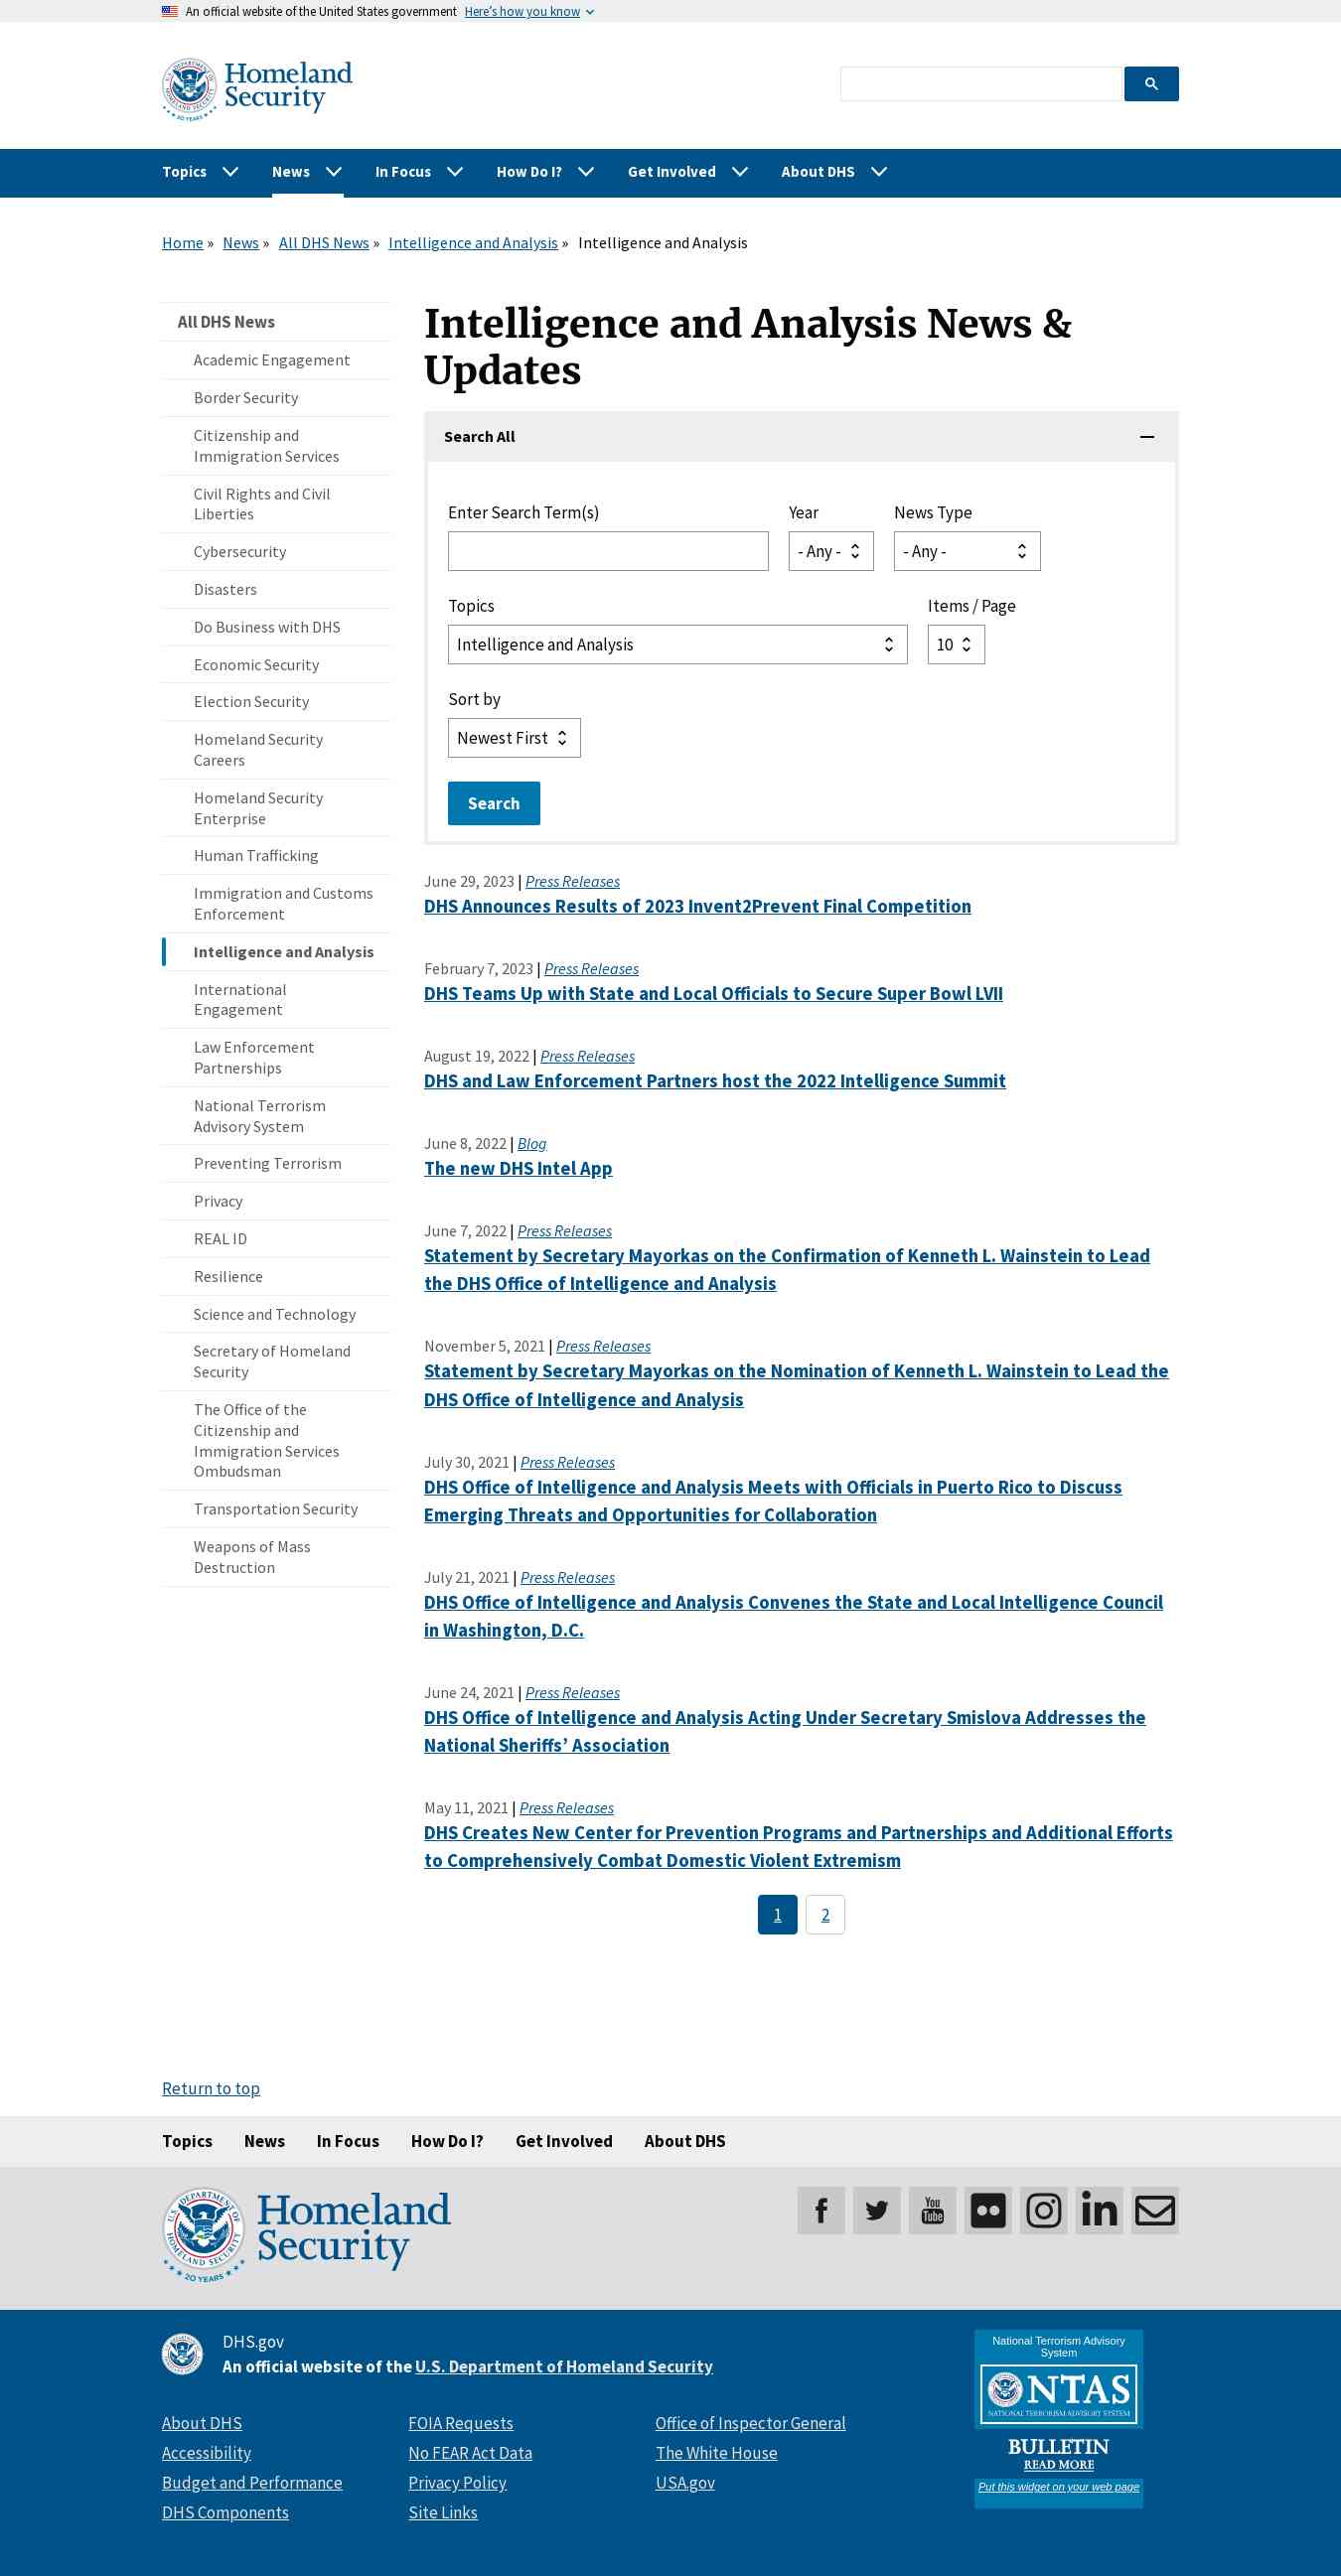 An official website of the United States government Here's how you know
U.S. DEPARTMENT OF HOMELAND SECURITY
20 YEARS
Homeland
Security
Topics News In Focus How Do I? Get Involved About DHS
Home » News » All DHS News » Intelligence and Analysis » Intelligence and Analysis
All DHS News
Academic Engagement
Border Security
Citizenship and
Immigration Services
Civil Rights and Civil
Liberties
Cybersecurity
Disasters
Do Business with DHS
Economic Security
Election Security
Homeland Security
Careers
Homeland Security
Enterprise
Human Trafficking
Immigration and Customs
Enforcement
Intelligence and Analysis
International
Engagement
Law Enforcement
Partnerships
National Terrorism
Advisory System
Preventing Terrorism
Privacy
REAL ID
Resilience
Science and Technology
Secretary of Homeland
Security
The Office of the
Citizenship and
Immigration Services
Ombudsman
Transportation Security
Weapons of Mass
Destruction
Intelligence and Analysis News &
Updates
Search All
Enter Search Term(s) Year News Type
- Any - - Any -
Topics Items / Page
Intelligence and Analysis 10
Sort by
Newest First
Search
June 29, 2023 | Press Releases
DHS Announces Results of 2023 Invent2Prevent Final Competition
February 7, 2023 | Press Releases
DHS Teams Up with State and Local Officials to Secure Super Bowl LVII
August 19, 2022 | Press Releases
DHS and Law Enforcement Partners host the 2022 Intelligence Summit
June 8, 2022 | Blog
The new DHS Intel App
June 7, 2022 | Press Releases
Statement by Secretary Mayorkas on the Confirmation of Kenneth L. Wainstein to Lead
the DHS Office of Intelligence and Analysis
November 5, 2021 | Press Releases
Statement by Secretary Mayorkas on the Nomination of Kenneth L. Wainstein to Lead the
DHS Office of Intelligence and Analysis
July 30, 2021 | Press Releases
DHS Office of Intelligence and Analysis Meets with Officials in Puerto Rico to Discuss
Emerging Threats and Opportunities for Collaboration
July 21, 2021 | Press Releases
DHS Office of Intelligence and Analysis Convenes the State and Local Intelligence Council
in Washington, D.C.
June 24, 2021 | Press Releases
DHS Office of Intelligence and Analysis Acting Under Secretary Smislova Addresses the
National Sheriffs’ Association
May 11, 2021 | Press Releases
DHS Creates New Center for Prevention Programs and Partnerships and Additional Efforts
to Comprehensively Combat Domestic Violent Extremism
1 2
Return to top
Topics News In Focus How Do I? Get Involved About DHS
U.S. DEPARTMENT OF HOMELAND SECURITY
20 YEARS
Homeland
Security
You
Tube
DHS.gov
An official website of the U.S. Department of Homeland Security
About DHS
Accessibility
Budget and Performance
DHS Components
FOIA Requests
No FEAR Act Data
Privacy Policy
Site Links
Office of Inspector General
The White House
USA.gov
National Terrorism Advisory
System
NTAS
NATIONAL TERRORISM ADVISORY SYSTEM
BULLETIN
READ MORE
Put this widget on your web page